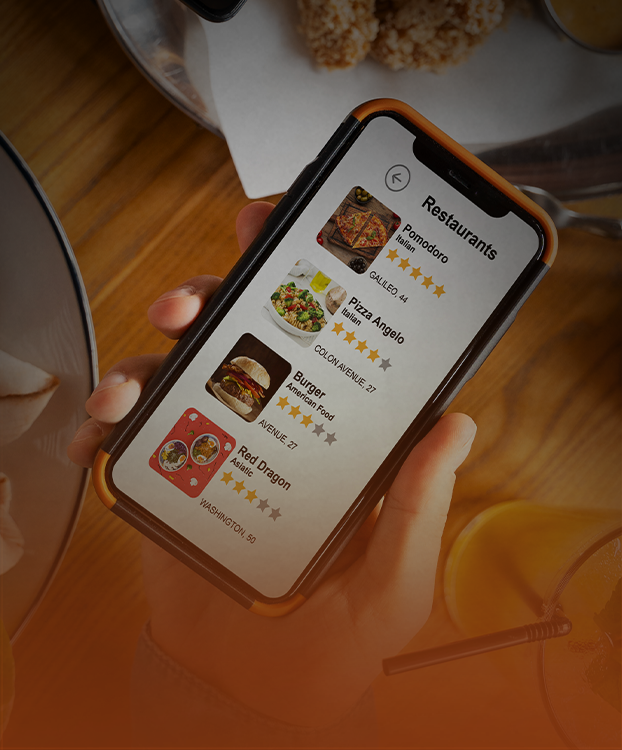 Restaurants
Pomodoro
Italian
GALILEO, 44
Pizza Angelo
Italian
COLON AVENUE, 27
Burger
American Food
AVENUE, 27
Red Dragon
Asiatic
WASHINGTON, 50